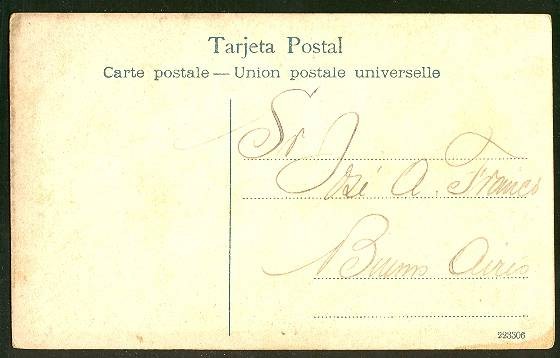 Tarjeta Postal
Carte postale — Union postale universelle
Sr
José A. Franco
Buenos Aires
223306